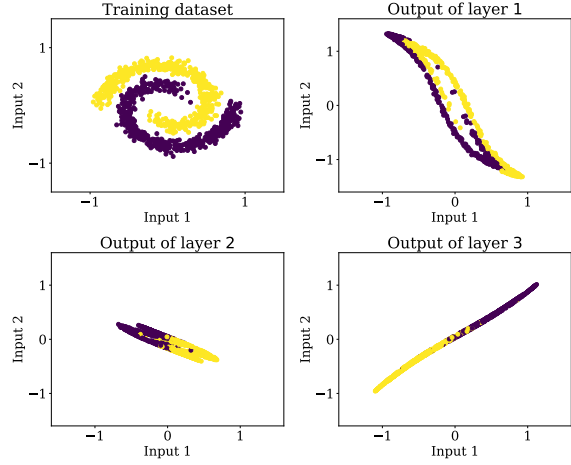 Training dataset
1
Input 2
−1
−1
1
Input 1
Output of layer 1
1
Input 2
0
−1
−1
0
1
Input 1
Output of layer 2
1
Input 2
0
−1
−1
0
1
Input 1
Output of layer 3
1
Input 2
0
−1
−1
0
1
Input 1